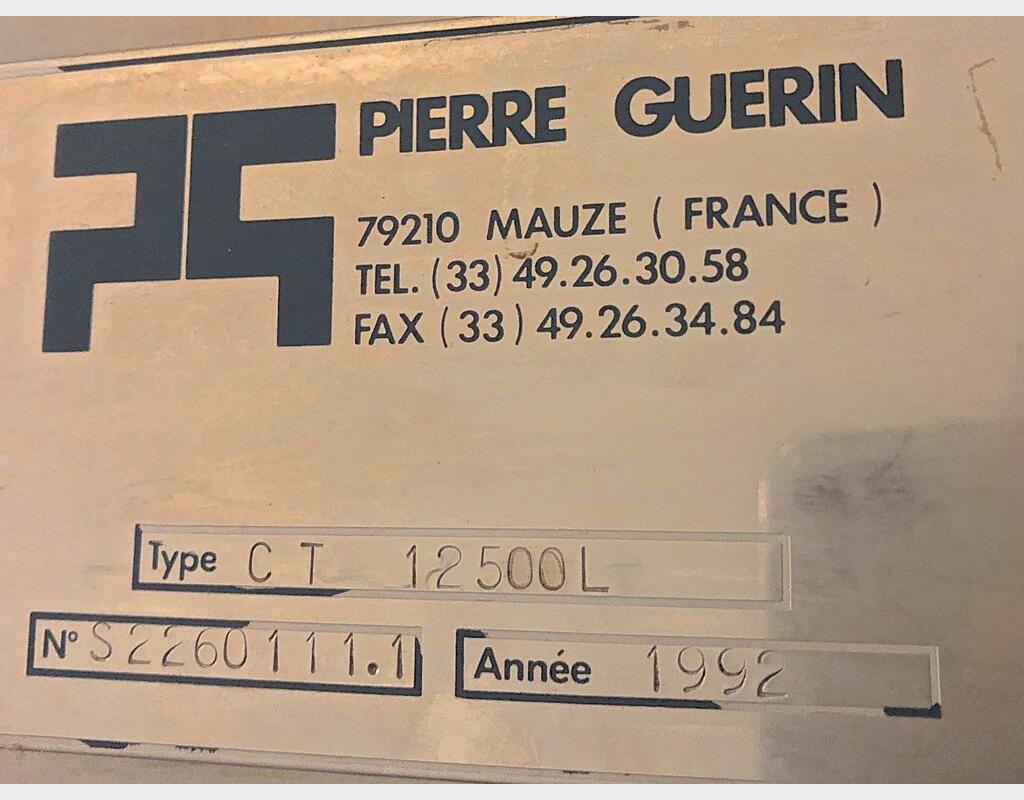 PG PIERRE GUERIN
79210 MAUZE ( FRANCE )
TEL. (33) 49.26.30.58
FAX (33) 49.26.34.84
Type C T 12500L
N° S2260111.1
Année 1992